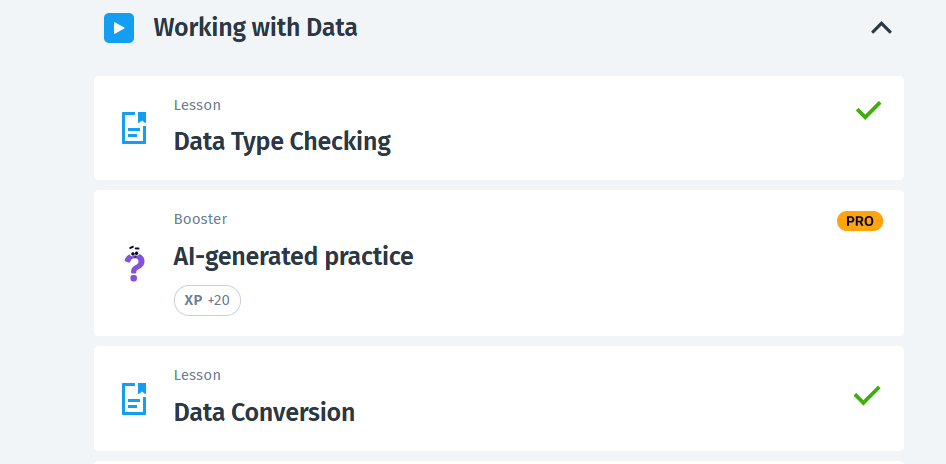 Working with Data
Lesson
Data Type Checking
Booster
PRO
AI-generated practice
XP +20
Lesson
Data Conversion